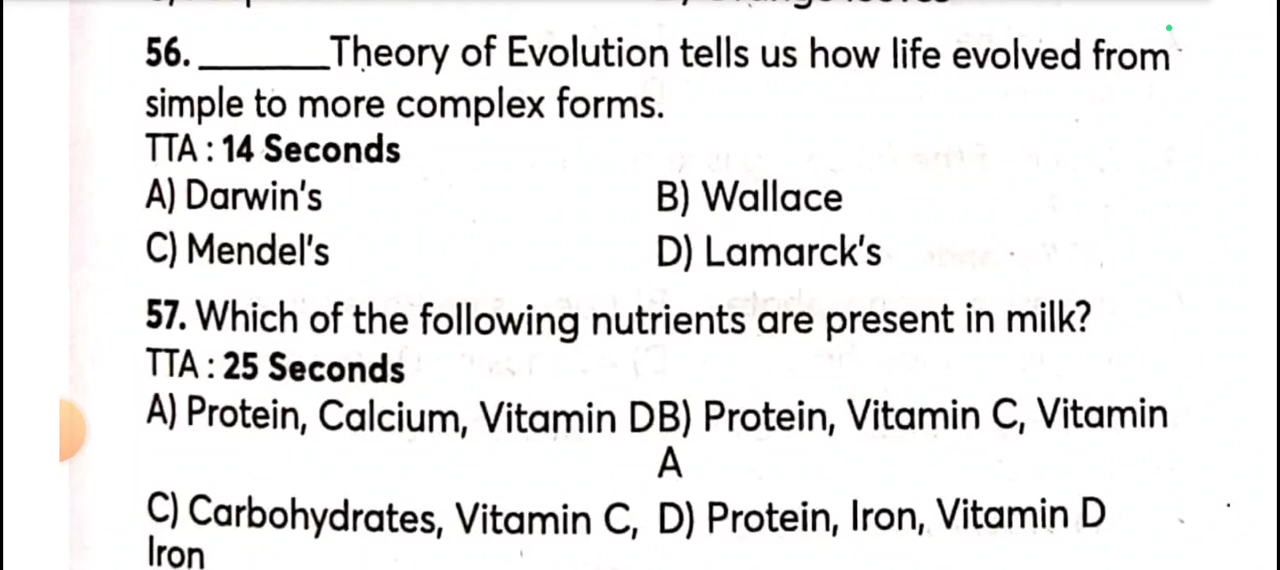 56. _______Theory of Evolution tells us how life evolved from
simple to more complex forms.
TTA : 14 Seconds
A) Darwin's B) Wallace
C) Mendel's D) Lamarck's
57. Which of the following nutrients are present in milk?
TTA : 25 Seconds
A) Protein, Calcium, Vitamin DB) Protein, Vitamin C, Vitamin
A
C) Carbohydrates, Vitamin C, D) Protein, Iron, Vitamin D
Iron